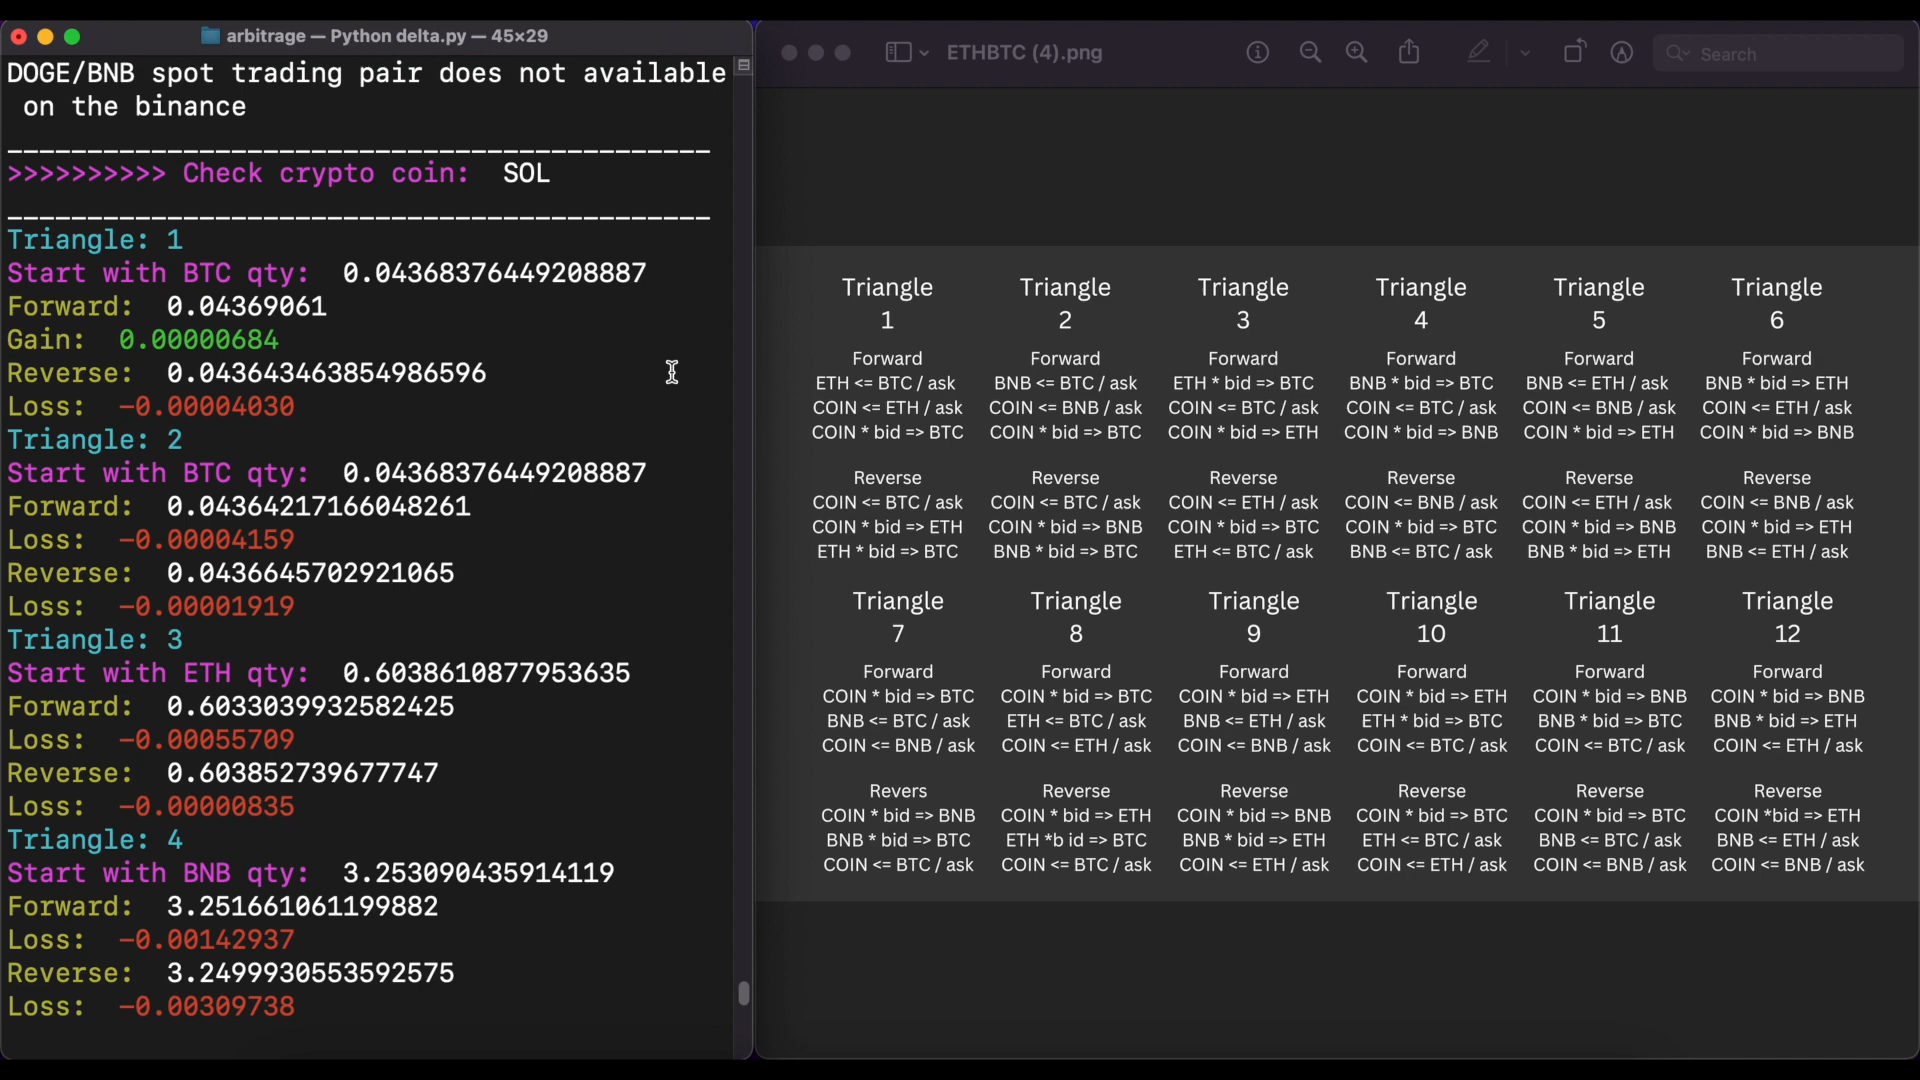 arbitrage — Python delta.py — 45×29
DOGE/BNB spot trading pair does not available
on the binance
>>>>>>>>>> Check crypto coin: SOL
Triangle: 1
Start with BTC qty: 0.04368376449208887
Forward: 0.04369061
Gain: 0.00000684
Reverse: 0.043643463854986596
Loss: -0.00004030
Triangle: 2
Start with BTC qty: 0.04368376449208887
Forward: 0.04364217166048261
Loss: -0.00004159
Reverse: 0.0436645702921065
Loss: -0.00001919
Triangle: 3
Start with ETH qty: 0.6038610877953635
Forward: 0.6033039932582425
Loss: -0.00055709
Reverse: 0.603852739677747
Loss: -0.00000835
Triangle: 4
Start with BNB qty: 3.253090435914119
Forward: 3.251661061199882
Loss: -0.00142937
Reverse: 3.2499930553592575
Loss: -0.00309738
ETHBTC (4).png
Search
Triangle
1
Forward
ETH <= BTC / ask
COIN <= ETH / ask
COIN * bid => BTC
Reverse
COIN <= BTC / ask
COIN * bid => ETH
ETH * bid => BTC
Triangle
2
Forward
BNB <= BTC / ask
COIN <= BNB / ask
COIN * bid => BTC
Reverse
COIN <= BTC / ask
COIN * bid => BNB
BNB * bid => BTC
Triangle
3
Forward
ETH * bid => BTC
COIN <= BTC / ask
COIN * bid => ETH
Reverse
COIN <= ETH / ask
COIN * bid => BTC
ETH <= BTC / ask
Triangle
4
Forward
BNB * bid => BTC
COIN <= BTC / ask
COIN * bid => BNB
Reverse
COIN <= BNB / ask
COIN * bid => BTC
BNB <= BTC / ask
Triangle
5
Forward
BNB <= ETH / ask
COIN <= BNB / ask
COIN * bid => ETH
Reverse
COIN <= ETH / ask
COIN * bid => BNB
BNB * bid => ETH
Triangle
6
Forward
BNB * bid => ETH
COIN <= ETH / ask
COIN * bid => BNB
Reverse
COIN <= BNB / ask
COIN * bid => ETH
BNB <= ETH / ask
Triangle
7
Forward
COIN * bid => BTC
BNB <= BTC / ask
COIN <= BNB / ask
Revers
COIN * bid => BNB
BNB * bid => BTC
COIN <= BTC / ask
Triangle
8
Forward
COIN * bid => BTC
ETH <= BTC / ask
COIN <= ETH / ask
Reverse
COIN * bid => ETH
ETH *b id => BTC
COIN <= BTC / ask
Triangle
9
Forward
COIN * bid => ETH
BNB <= ETH / ask
COIN <= BNB / ask
Reverse
COIN * bid => BNB
BNB * bid => ETH
COIN <= ETH / ask
Triangle
10
Forward
COIN * bid => ETH
ETH * bid => BTC
COIN <= BTC / ask
Reverse
COIN * bid => BTC
ETH <= BTC / ask
COIN <= ETH / ask
Triangle
11
Forward
COIN * bid => BNB
BNB * bid => BTC
COIN <= BTC / ask
Reverse
COIN * bid => BTC
BNB <= BTC / ask
COIN <= BNB / ask
Triangle
12
Forward
COIN * bid => BNB
BNB * bid => ETH
COIN <= ETH / ask
Reverse
COIN *bid => ETH
BNB <= ETH / ask
COIN <= BNB / ask